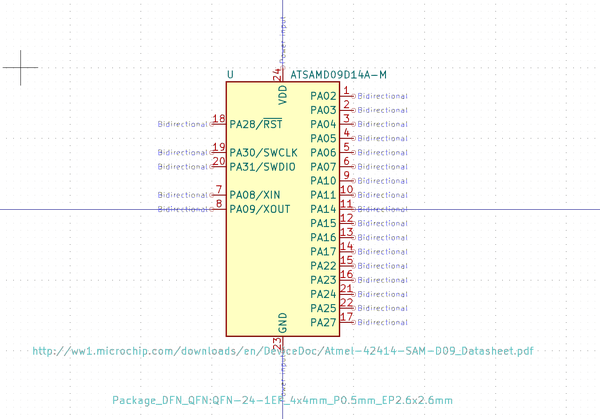 Power input
24
U ATSAMD09D14A-M
VDD
PA02 1 Bidirectional
PA03 2 Bidirectional
Bidirectional 18 PA28/RST PA04 3 Bidirectional
PA05 4 Bidirectional
Bidirectional 19 PA30/SWCLK PA06 5 Bidirectional
Bidirectional 20 PA31/SWDIO PA07 6 Bidirectional
PA10 9 Bidirectional
Bidirectional 7 PA08/XIN PA11 10 Bidirectional
Bidirectional 8 PA09/XOUT PA14 11 Bidirectional
PA15 12 Bidirectional
PA16 13 Bidirectional
PA17 14 Bidirectional
PA22 15 Bidirectional
PA23 16 Bidirectional
PA24 21 Bidirectional
PA25 22 Bidirectional
PA27 17 Bidirectional
GND
23
http://ww1.microchip.com/downloads/en/DeviceDoc/Atmel-42414-SAM-D09_Datasheet.pdf
Power input
Package_DFN_QFN:QFN-24-1EP_4x4mm_P0.5mm_EP2.6x2.6mm